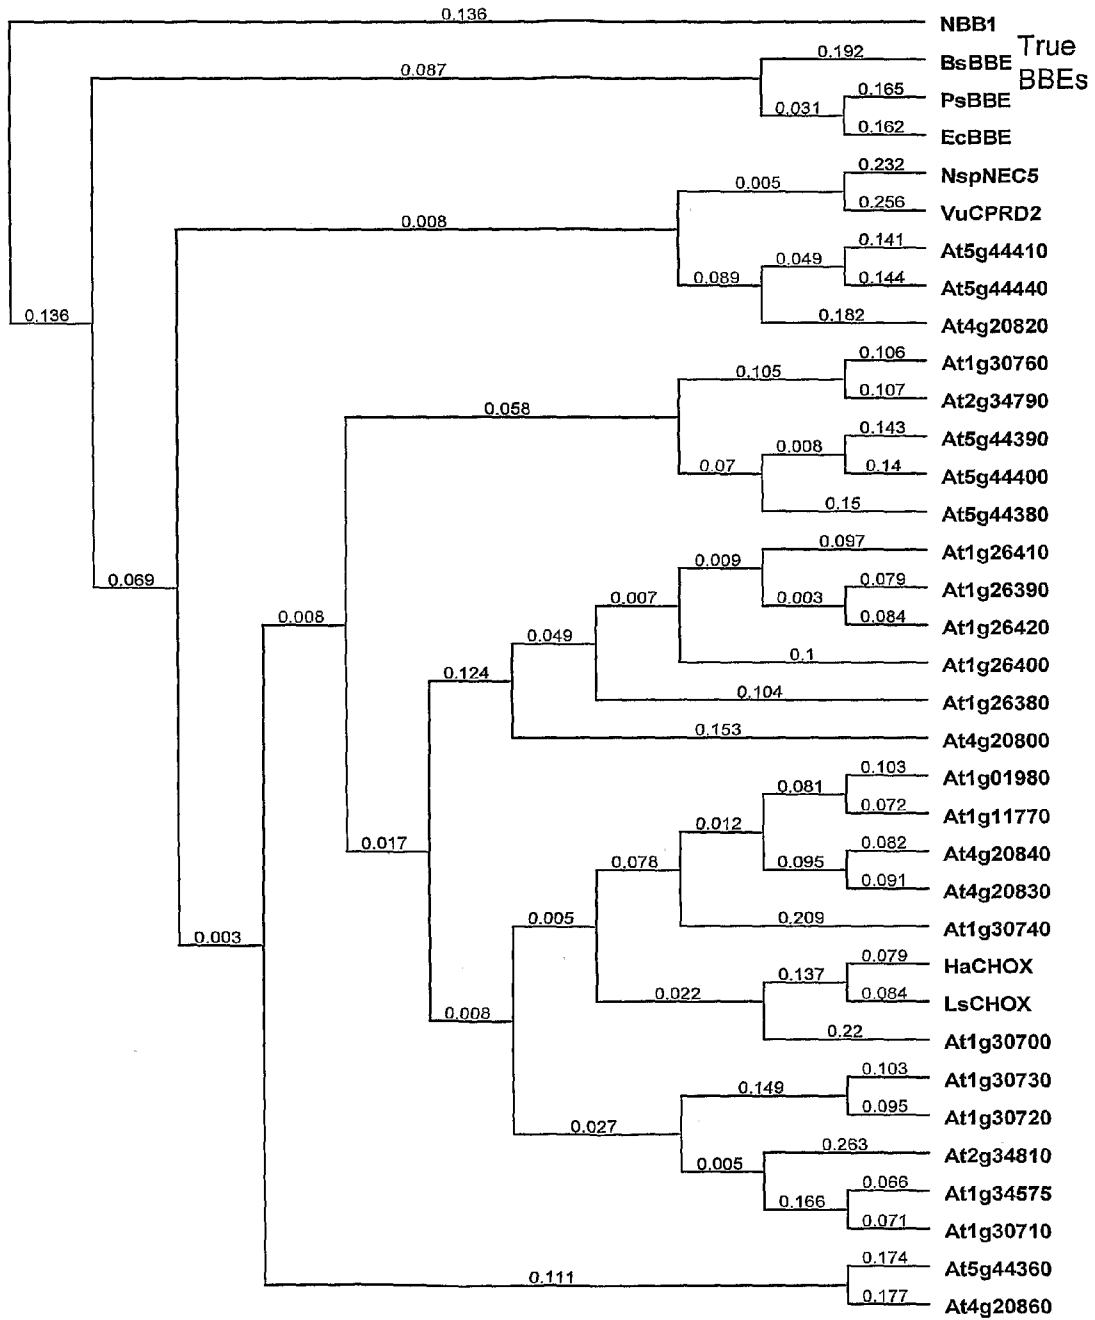 0.136
NBB1
0.192
BsBBE
True
BBEs
0.087
0.165
PsBBE
0.031
0.162
EcBBE
0.232
NspNEC5
0.005
0.256
VuCPRD2
0.008
0.141
At5g44410
0.049
0.144
At5g44440
0.089
0.182
At4g20820
0.136
0.106
At1g30760
0.105
0.107
At2g34790
0.058
0.143
At5g44390
0.008
0.14
At5g44400
0.07
0.15
At5g44380
0.097
At1g26410
0.009
0.079
At1g26390
0.003
0.084
At1g26420
0.069
0.007
0.1
At1g26400
0.008
0.049
0.104
At1g26380
0.124
0.153
At4g20800
0.103
At1g01980
0.081
0.072
At1g11770
0.012
0.082
At4g20840
0.095
0.091
At4g20830
0.017
0.078
0.209
At1g30740
0.005
0.079
HaCHOX
0.137
0.084
LsCHOX
0.003
0.022
0.22
At1g30700
0.008
0.103
At1g30730
0.149
0.095
At1g30720
0.027
0.263
At2g34810
0.005
0.066
At1g34575
0.166
0.071
At1g30710
0.174
At5g44360
0.111
0.177
At4g20860